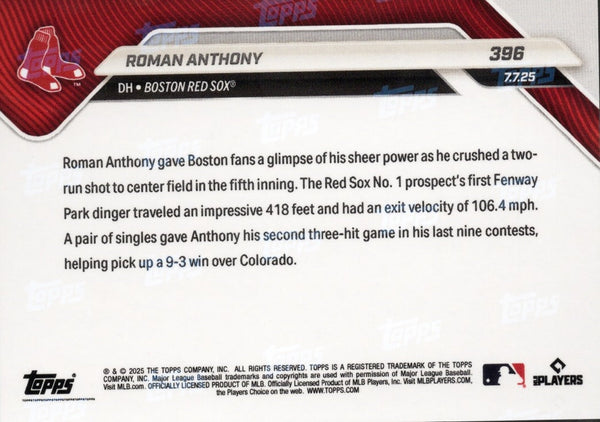 ROMAN ANTHONY
396
DH • BOSTON RED SOX®
7.7.25
Roman Anthony gave Boston fans a glimpse of his sheer power as he crushed a two-
run shot to center field in the fifth inning. The Red Sox No. 1 prospect's first Fenway
Park dinger traveled an impressive 418 feet and had an exit velocity of 106.4 mph.
A pair of singles gave Anthony his second three-hit game in his last nine contests,
helping pick up a 9-3 win over Colorado.
® & © 2025 THE TOPPS COMPANY, INC. ALL RIGHTS RESERVED. TOPPS IS A REGISTERED TRADEMARK OF THE TOPPS
COMPANY, INC. Major League Baseball trademarks and copyrights are used with permission of Major League Baseball.
Visit MLB.com. OFFICIALLY LICENSED PRODUCT OF MLB. Officially Licensed Product of MLB Players, Inc. Visit MLBPLAYERS.COM,
the Players Choice on the web. WWW.TOPPS.COM
TOPPS
MLB PLAYERS